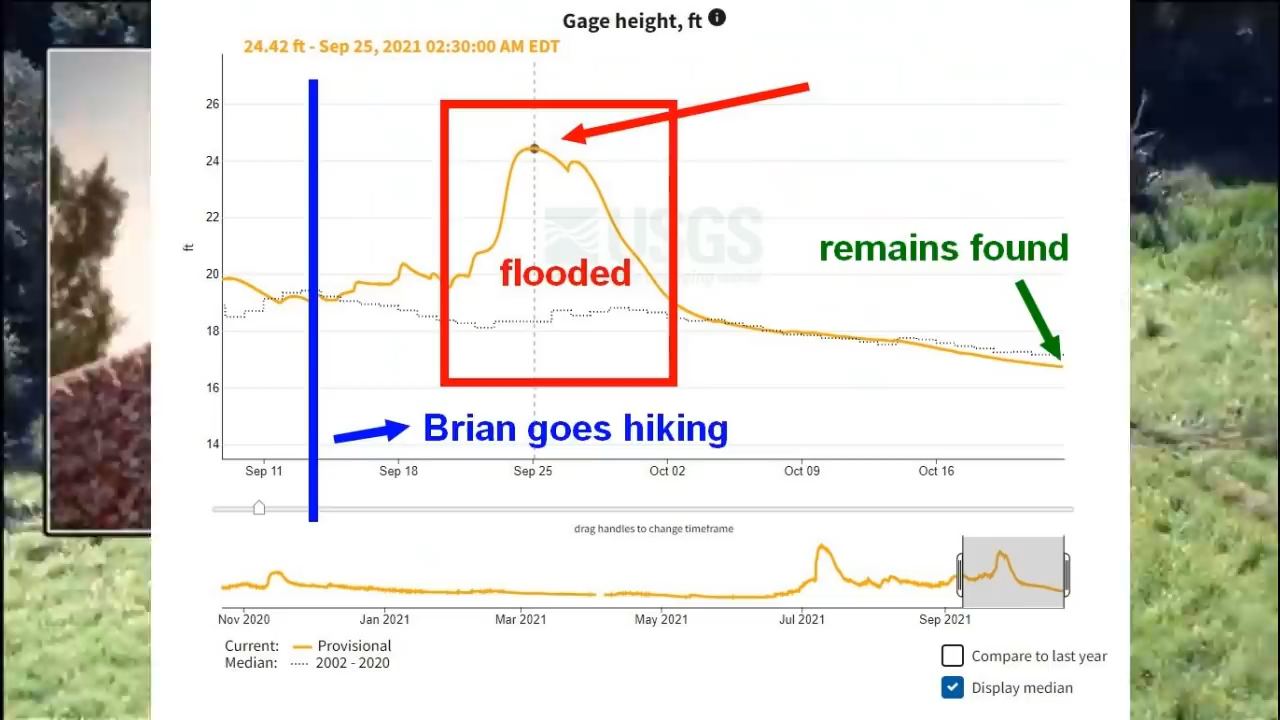 Gage height, ft
24.42 ft - Sep 25, 2021 02:30:00 AM EDT
26
24
22
20
18
16
14
ft
USGS
remains found
flooded
Brian goes hiking
Sep 11 Sep 18 Sep 25 Oct 02 Oct 09 Oct 16
drag handles to change timeframe
Nov 2020 Jan 2021 Mar 2021 May 2021 Jul 2021 Sep 2021
Current: Provisional
Median: 2002 - 2020
Compare to last year
Display median